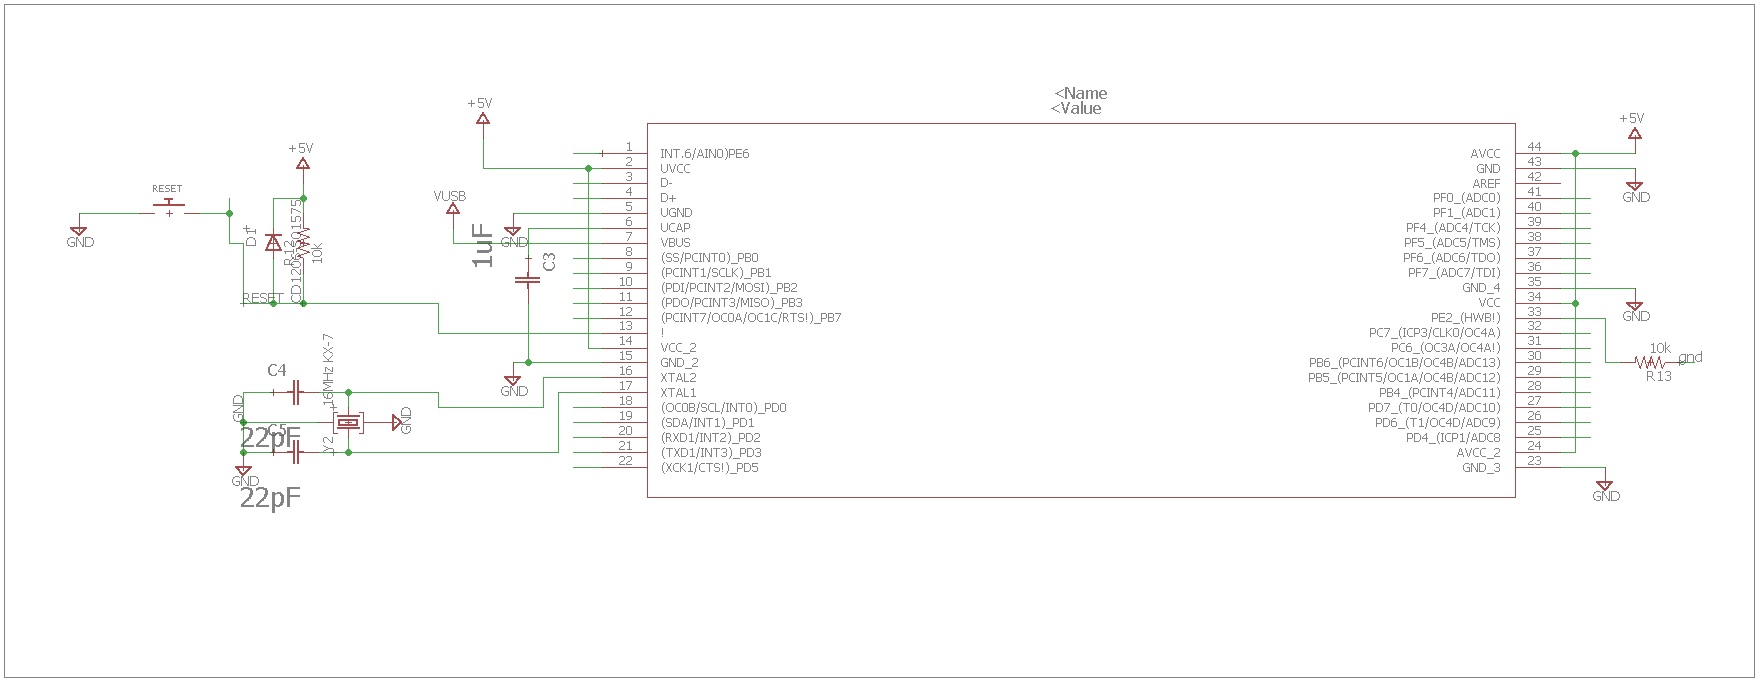 <Name
<Value
+5V
+5V
+5V
RESET
GND
D1
R12
CD1206-S01575
10k
RESET
VUSB
1uF
GND
C3
GND
1 INT.6/AIN0)PE6
2 UVCC
3 D-
4 D+
5 UGND
6 UCAP
7 VBUS
8 (SS/PCINT0)_PB0
9 (PCINT1/SCLK)_PB1
10 (PDI/PCINT2/MOSI)_PB2
11 (PDO/PCINT3/MISO)_PB3
12 (PCINT7/OC0A/OC1C/RTS!)_PB7
13 !
14 VCC_2
15 GND_2
16 XTAL2
17 XTAL1
18 (OC0B/SCL/INT0)_PD0
19 (SDA/INT1)_PD1
20 (RXD1/INT2)_PD2
21 (TXD1/INT3)_PD3
22 (XCK1/CTS!)_PD5
AVCC 44
GND 43
AREF 42
PF0_(ADC0) 41
PF1_(ADC1) 40
PF4_(ADC4/TCK) 39
PF5_(ADC5/TMS) 38
PF6_(ADC6/TDO) 37
PF7_(ADC7/TDI) 36
GND_4 35
VCC 34
PE2_(HWB!) 33
PC7_(ICP3/CLK0/OC4A) 32
PC6_(OC3A/OC4A!) 31
PB6_(PCINT6/OC1B/OC4B/ADC13) 30
PB5_(PCINT5/OC1A/OC4B/ADC12) 29
PB4_(PCINT4/ADC11) 28
PD7_(T0/OC4D/ADC10) 27
PD6_(T1/OC4D/ADC9) 26
PD4_(ICP1/ADC8 25
AVCC_2 24
GND_3 23
GND
GND
10k
gnd
R13
GND
C4
16MHz KX-7
GND
GND
C5
22pF
Y2
GND
22pF